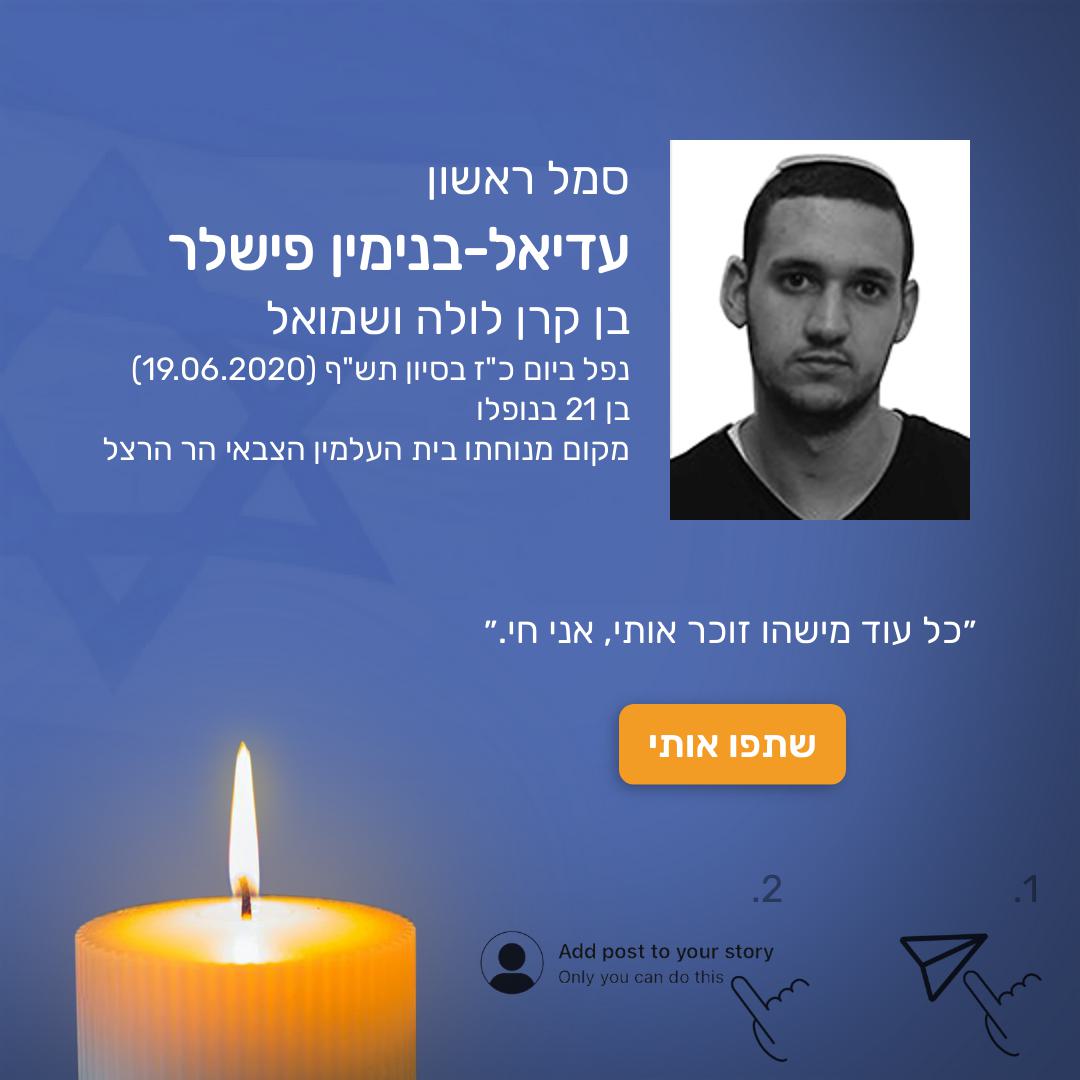 סמל ראשון
עדיאל-בנימין פישלר
בן קרן לולה ושמואל
נפל ביום כ"ז בסיון תש"ף (19.06.2020)
בן 21 בנופלו
מקום מנוחתו בית העלמין הצבאי הר הרצל
״כל עוד מישהו זוכר אותי, אני חי.״
שתפו אותי
1.
2.
Add post to your story
Only you can do this